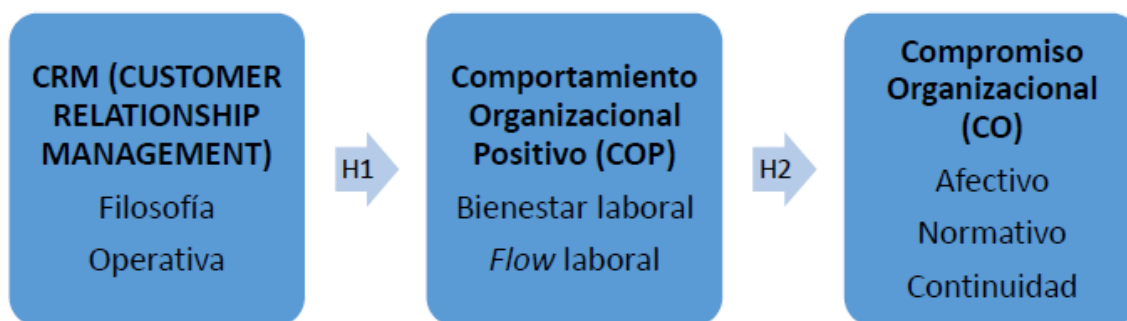 CRM (CUSTOMER
RELATIONSHIP
MANAGEMENT)
Filosofía
Operativa
H1
Comportamiento
Organizacional
Positivo (COP)
Bienestar laboral
Flow laboral
H2
Compromiso
Organizacional
(CO)
Afectivo
Normativo
Continuidad